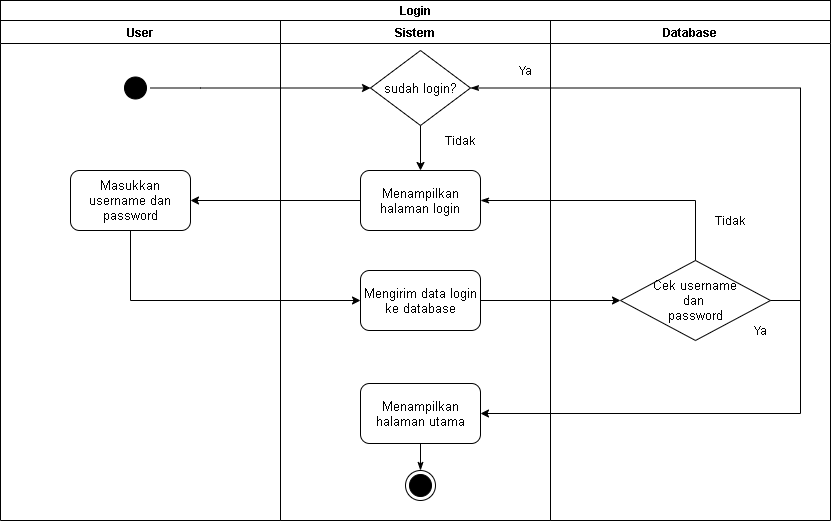 Login
User
Sistem
Database
sudah login?
Ya
Tidak
Masukkan
username dan
password
Menampilkan
halaman login
Tidak
Mengirim data login
ke database
Cek username
dan
password
Ya
Menampilkan
halaman utama